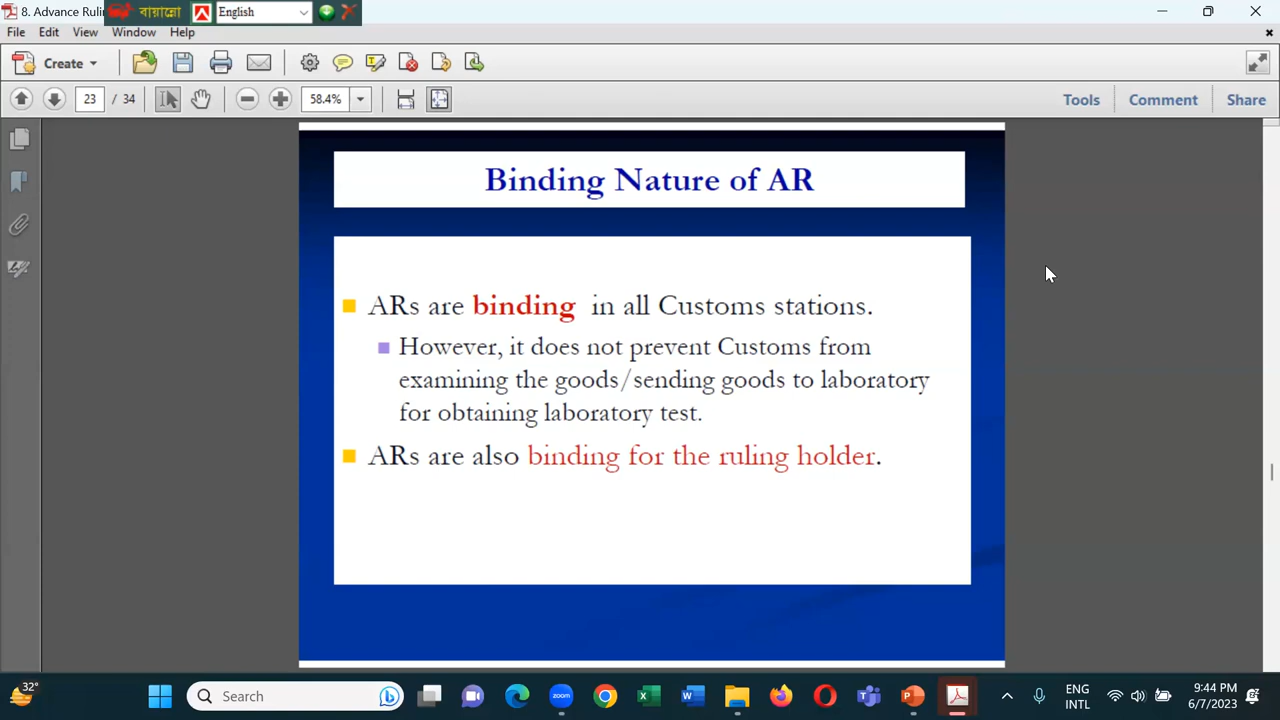 8. Advance Rulin
বায়ান্নো
English
File Edit View Window Help
Create
23 / 34
58.4%
Tools Comment Share
Binding Nature of AR
ARs are binding in all Customs stations.
However, it does not prevent Customs from
examining the goods/sending goods to laboratory
for obtaining laboratory test.
ARs are also binding for the ruling holder.
32°
Search
zoom
ENG
INTL
9:44 PM
6/7/2023